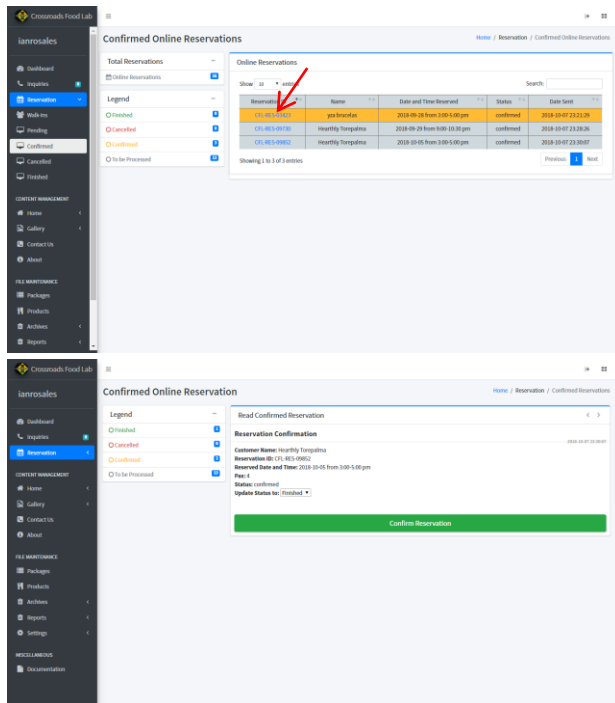 Crossroads Food Lab
ianrosales
Dashboard
Inquiries
Reservation
Walk-ins
Pending
Confirmed
Cancelled
Finished
CONTENT MANAGEMENT
Home
Gallery
Contact Us
About
FILE MAINTENANCE
Packages
Products
Archives
Reports
Confirmed Online Reservations
Home / Reservation / Confirmed Online Reservations
Total Reservations
Online Reservations
Legend
Finished
Cancelled
Confirmed
To be Processed
Online Reservations
Show 10 entries
Search:
Reservation ID Name Date and Time Reserved Status Date Sent
CFL-RES-03421 yza brucelas 2018-09-28 from 3:00-5:00 pm confirmed 2018-10-07 23:21:29
CFL-RES-09730 Hearthly Torepalma 2018-09-29 from 9:00-10:30 pm confirmed 2018-10-07 23:28:26
CFL-RES-09852 Hearthly Torepalma 2018-10-05 from 3:00-5:00 pm confirmed 2018-10-07 23:30:07
Showing 1 to 3 of 3 entries
Previous 1 Next
Crossroads Food Lab
ianrosales
Dashboard
Inquiries
Reservation
CONTENT MANAGEMENT
Home
Gallery
Contact Us
About
FILE MAINTENANCE
Packages
Products
Archives
Reports
Settings
MISCELLANEOUS
Documentation
Confirmed Online Reservation
Home / Reservation / Confirmed Online Reservations
Legend
Finished
Cancelled
Confirmed
To be Processed
Read Confirmed Reservation
Reservation Confirmation
2018-10-07 23:30:07
Customer Name: Hearthly Torepalma
Reservation ID: CFL-RES-09852
Reserved Date and Time: 2018-10-05 from 3:00-5:00 pm
Pax: 4
Status: confirmed
Update Status to: Finished
Confirm Reservation